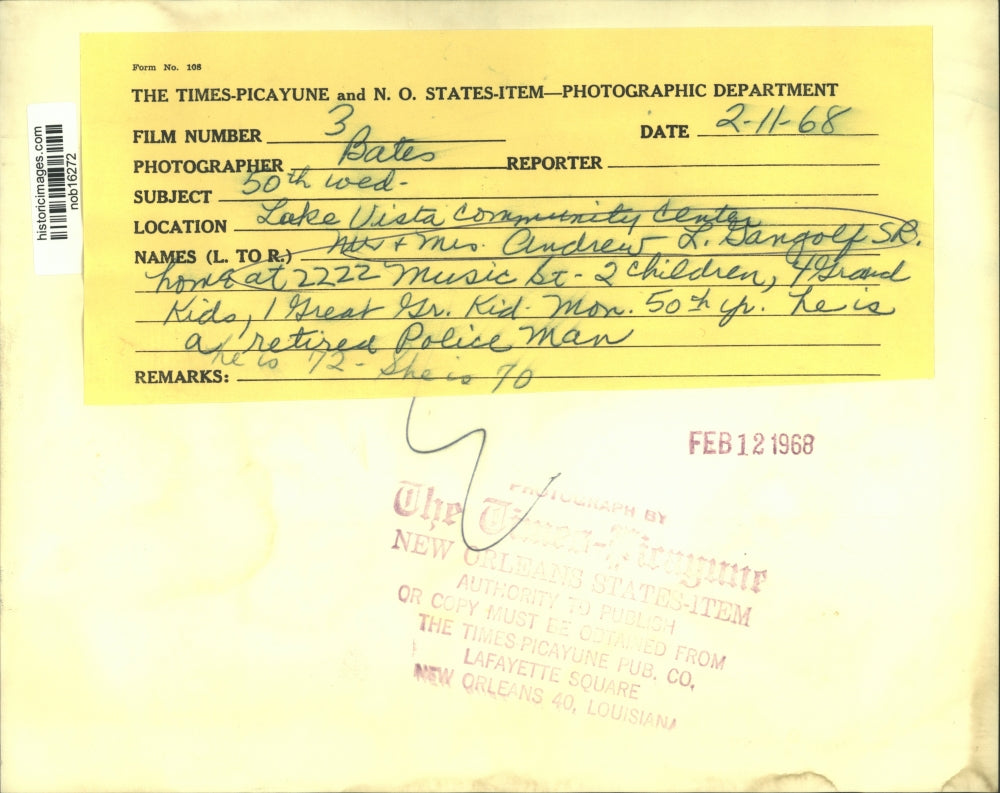 Form No. 108
THE TIMES-PICAYUNE and N. O. STATES-ITEM—PHOTOGRAPHIC DEPARTMENT
FILM NUMBER 3 DATE 2-11-68
PHOTOGRAPHER Bates REPORTER
SUBJECT 50th wed-
LOCATION Lake Vista Community Center
NAMES (L. TO R.) Mr + Mrs. Andrew L. Gangolf SR.
home at 2222 Music St - 2 children, 4 Grand
Kids, 1 Great Gr. Kid. Mon. 50th yr. he is
a retired Police Man
he is 72 - She is 70
REMARKS:
historicimages.com
nob16272
FEB 12 1968
PHOTOGRAPH BY
The Times-Picayune
NEW ORLEANS STATES-ITEM
AUTHORITY TO PUBLISH
OR COPY MUST BE OBTAINED FROM
THE TIMES-PICAYUNE PUB. CO.
LAFAYETTE SQUARE
NEW ORLEANS 40, LOUISIANA